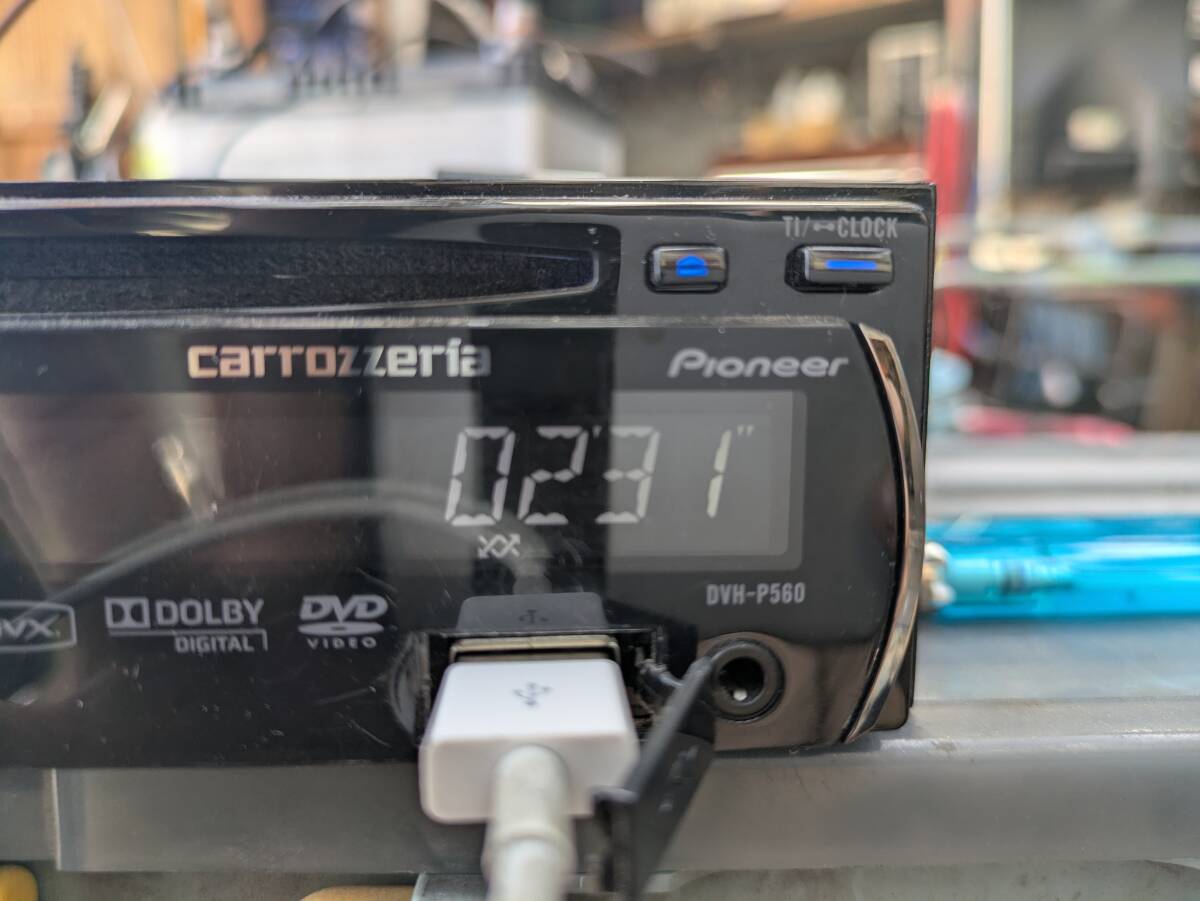 TI/CLOCK
carrozzeria
Pioneer
02'31"
DVH-P560
DOLBY
DIGITAL
DVD
VIDEO